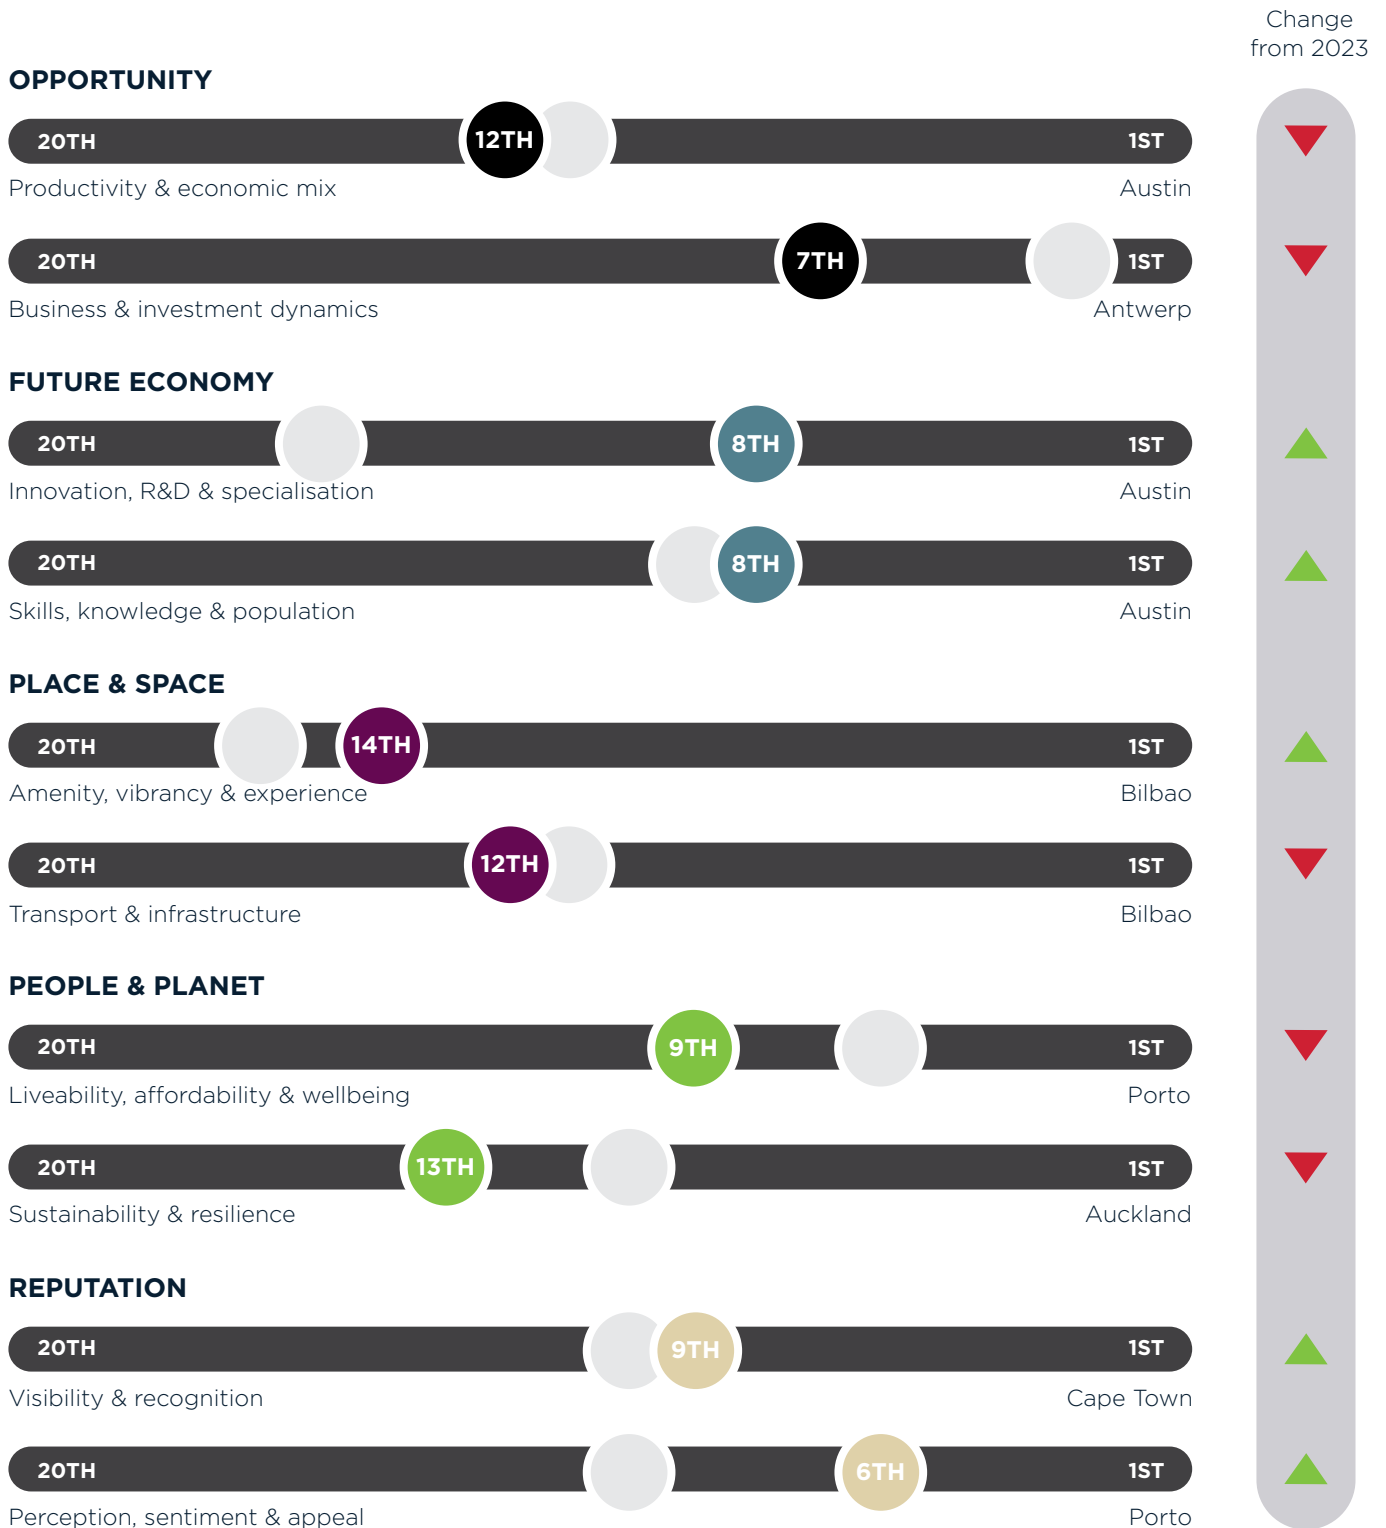 Change
from 2023
OPPORTUNITY
20TH 12TH 1ST
Productivity & economic mix Austin
20TH 7TH 1ST
Business & investment dynamics Antwerp
FUTURE ECONOMY
20TH 8TH 1ST
Innovation, R&D & specialisation Austin
20TH 8TH 1ST
Skills, knowledge & population Austin
PLACE & SPACE
20TH 14TH 1ST
Amenity, vibrancy & experience Bilbao
20TH 12TH 1ST
Transport & infrastructure Bilbao
PEOPLE & PLANET
20TH 9TH 1ST
Liveability, affordability & wellbeing Porto
20TH 13TH 1ST
Sustainability & resilience Auckland
REPUTATION
20TH 9TH 1ST
Visibility & recognition Cape Town
20TH 6TH 1ST
Perception, sentiment & appeal Porto